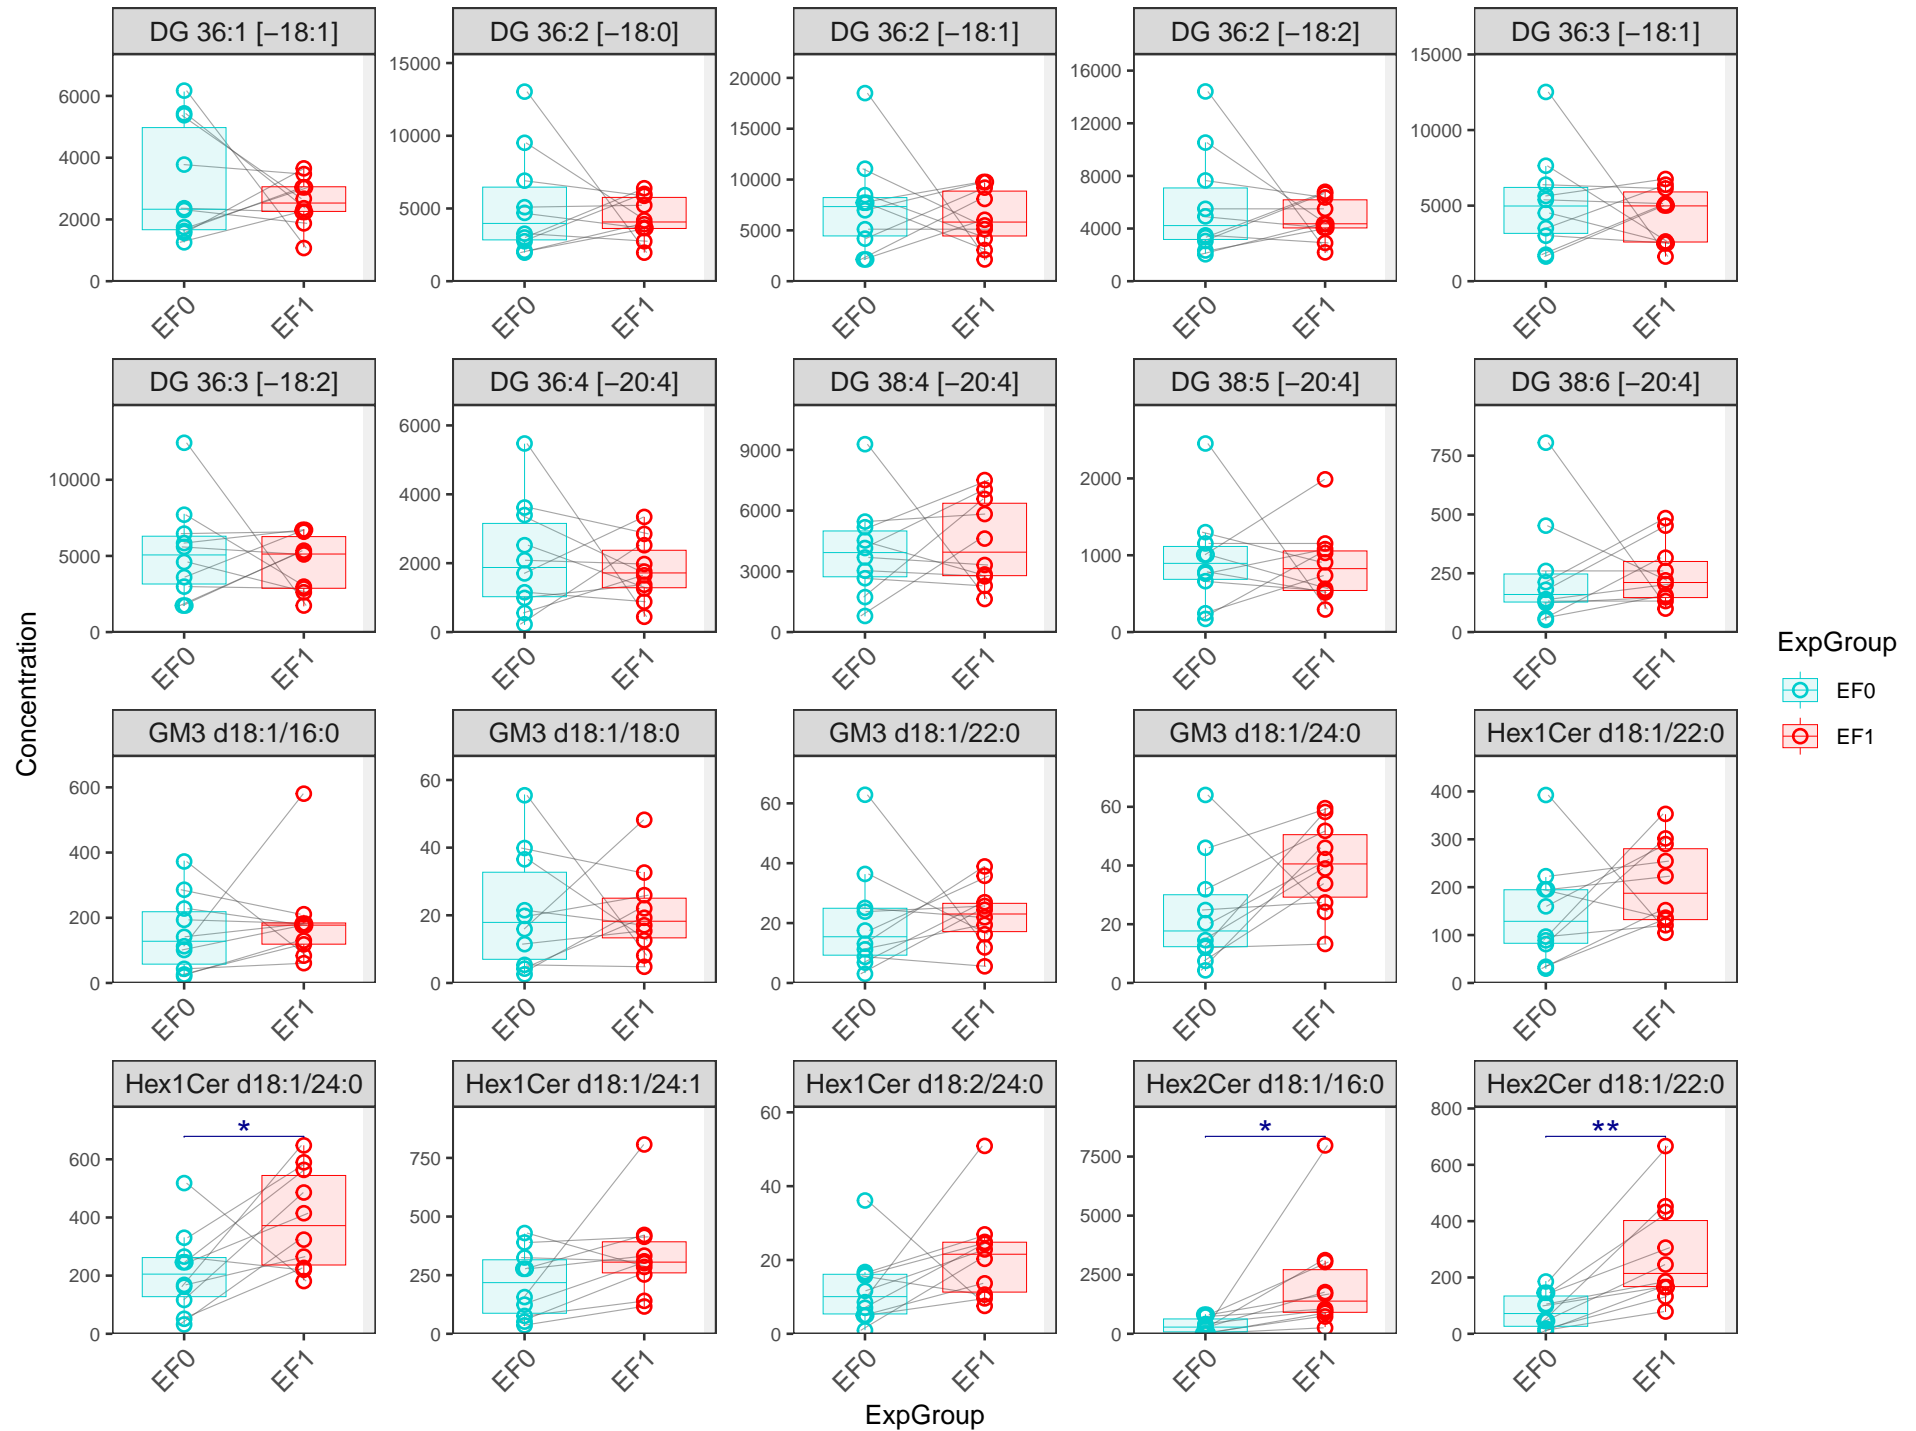 DG 36:1 [−18:1]
DG 36:2 [−18:0]
DG 36:2 [−18:1]
DG 36:2 [−18:2]
DG 36:3 [−18:1]
6000
4000
2000
0
EF0
EF1
15000
10000
5000
0
EF0
EF1
20000
15000
10000
5000
0
EF0
EF1
16000
12000
8000
4000
0
EF0
EF1
15000
10000
5000
0
EF0
EF1
DG 36:3 [−18:2]
DG 36:4 [−20:4]
DG 38:4 [−20:4]
DG 38:5 [−20:4]
DG 38:6 [−20:4]
10000
5000
0
EF0
EF1
6000
4000
2000
0
EF0
EF1
9000
6000
3000
0
EF0
EF1
2000
1000
0
EF0
EF1
750
500
250
0
EF0
EF1
GM3 d18:1/16:0
GM3 d18:1/18:0
GM3 d18:1/22:0
GM3 d18:1/24:0
Hex1Cer d18:1/22:0
600
400
200
0
EF0
EF1
60
40
20
0
EF0
EF1
60
40
20
0
EF0
EF1
60
40
20
0
EF0
EF1
400
300
200
100
0
EF0
EF1
Hex1Cer d18:1/24:0
Hex1Cer d18:1/24:1
Hex1Cer d18:2/24:0
Hex2Cer d18:1/16:0
Hex2Cer d18:1/22:0
*
600
400
200
0
EF0
EF1
750
500
250
0
EF0
EF1
60
40
20
0
EF0
EF1
*
7500
5000
2500
0
EF0
EF1
**
800
600
400
200
0
EF0
EF1
Concentration
ExpGroup
ExpGroup
EF0
EF1